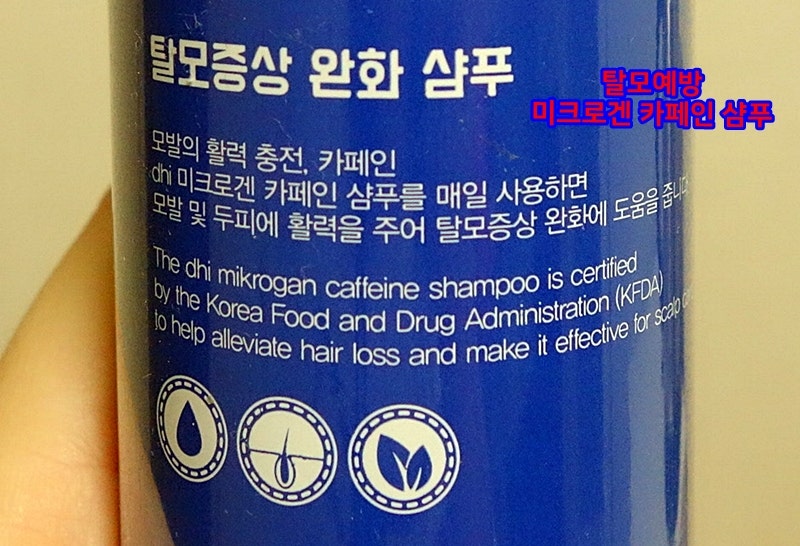 탈모증상 완화 샴푸
탈모예방
미크로겐 카페인 샴푸
모발의 활력 충전, 카페인
dhi 미크로겐 카페인 샴푸를 매일 사용하면
모발 및 두피에 활력을 주어 탈모증상 완화에 도움을 줍니다
The dhi mikrogan caffeine shampoo is certified
by the Korea Food and Drug Administration (KFDA)
to help alleviate hair loss and make it effective for scalp